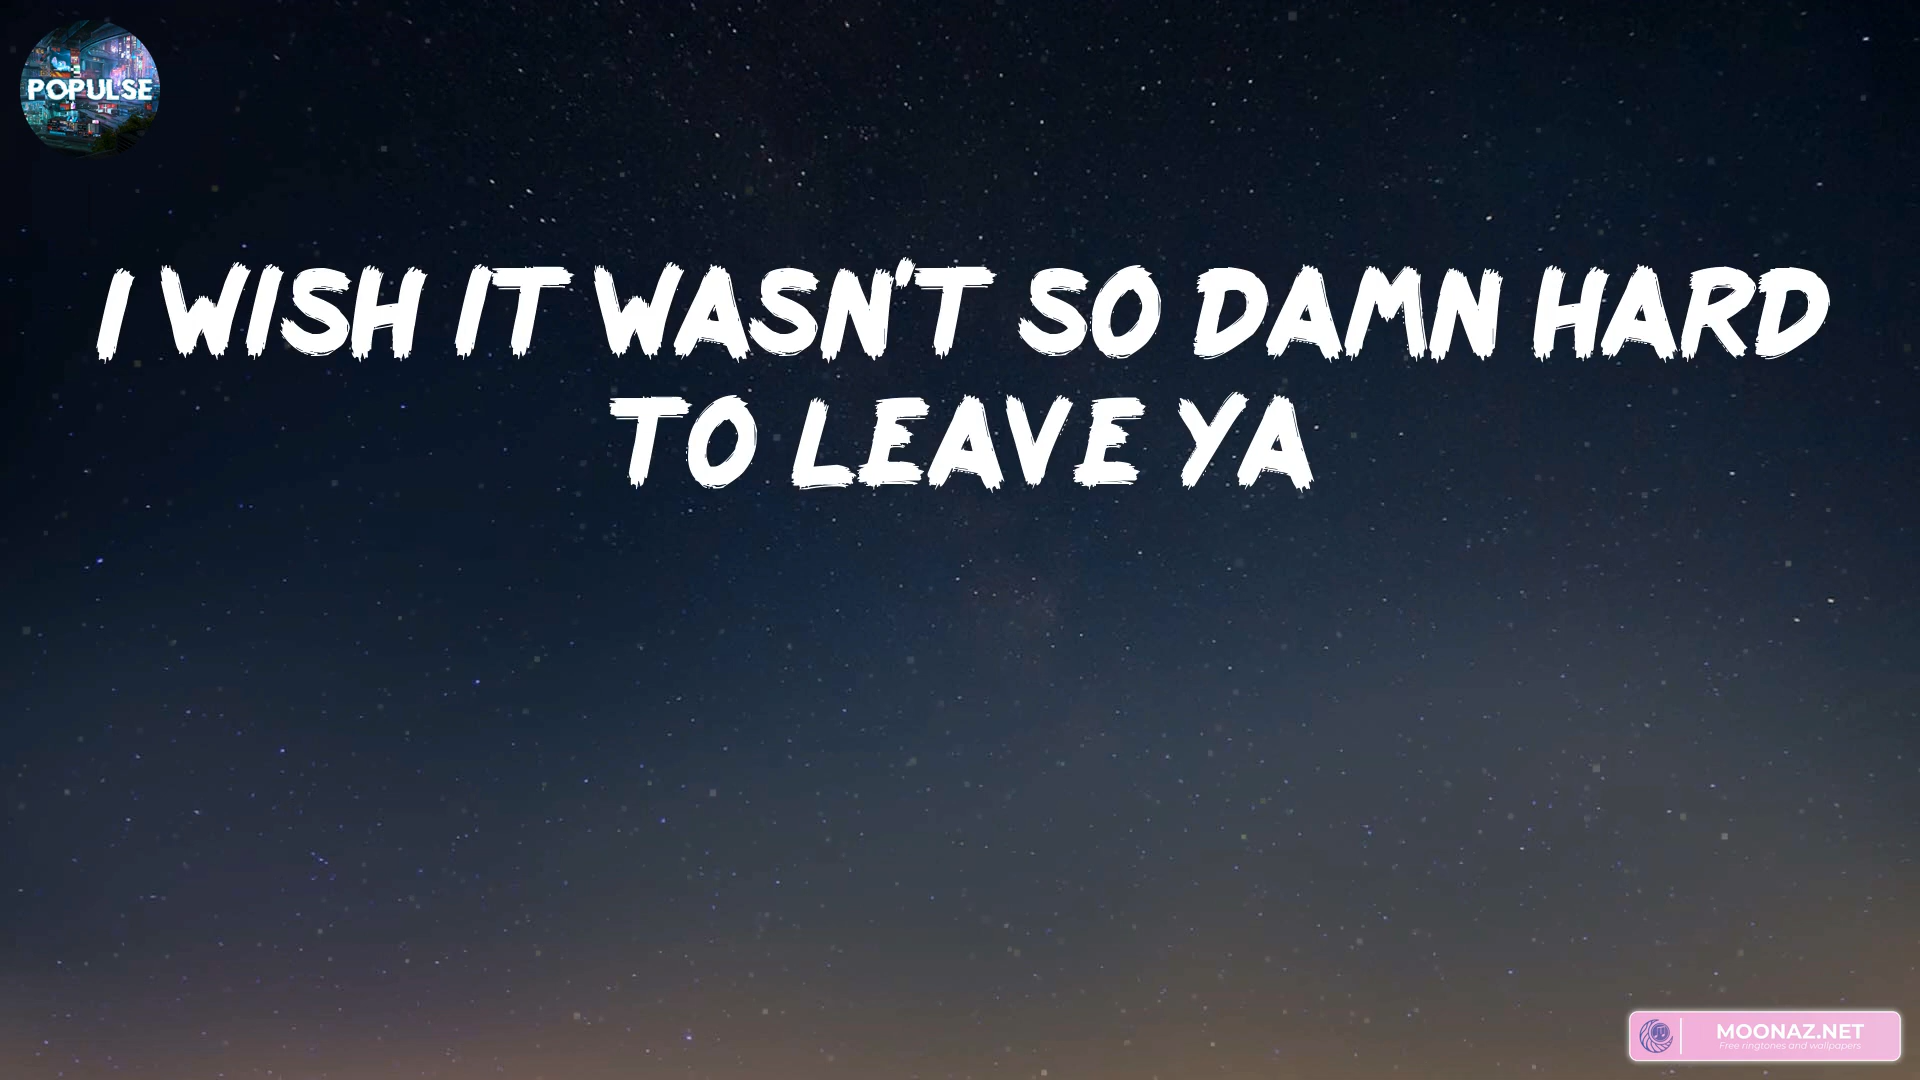 POPULSE
I WISH IT WASN'T SO DAMN HARD
TO LEAVE YA
MOONAZ.NET
Free ringtones and wallpapers